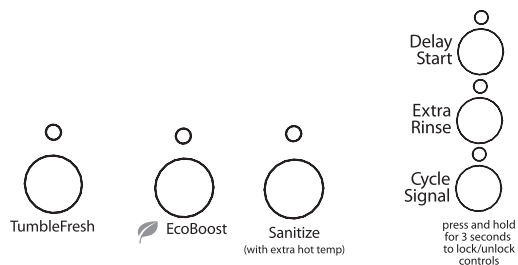 Delay
Start
Extra
Rinse
Cycle
Signal
press and hold
for 3 seconds
to lock/unlock
controls
TumbleFresh
EcoBoost
Sanitize
(with extra hot temp)